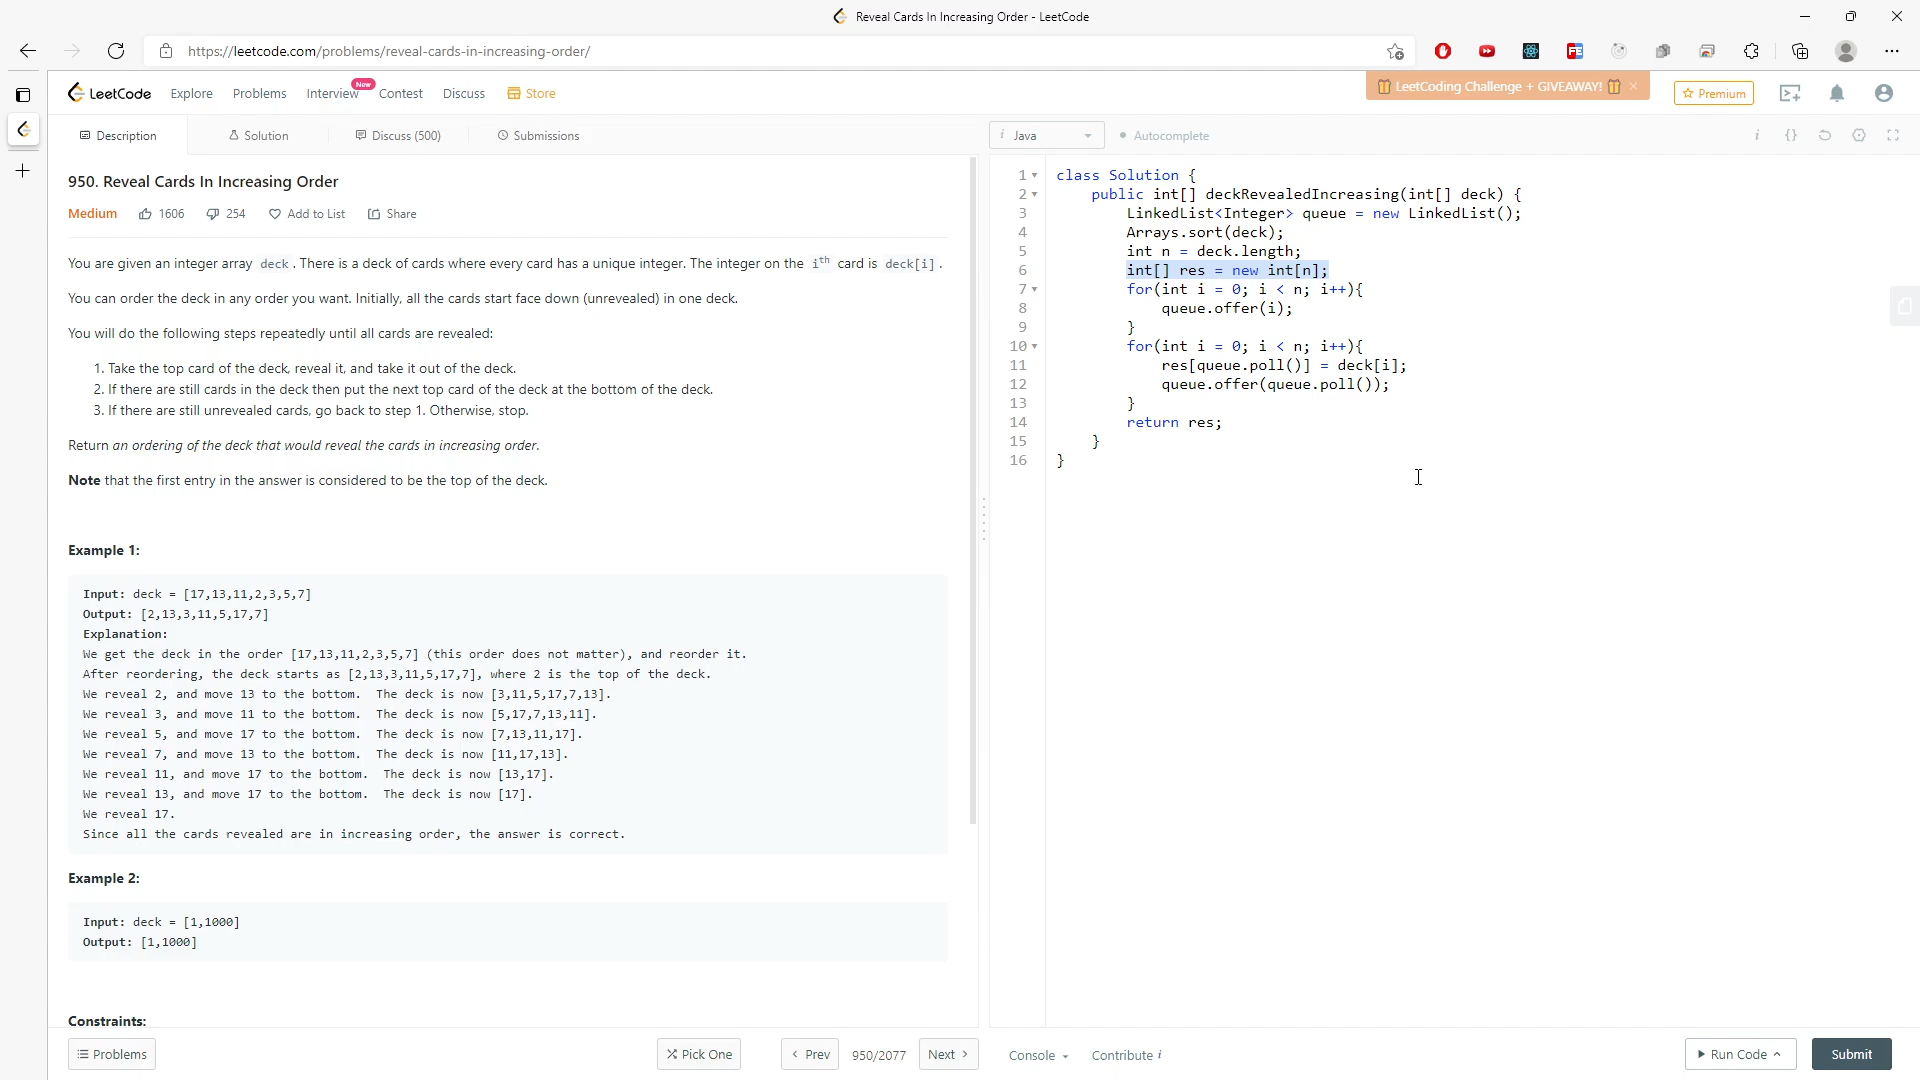 Reveal Cards In Increasing Order - LeetCode
https://leetcode.com/problems/reveal-cards-in-increasing-order/
LeetCode Explore Problems Interview New Contest Discuss Store LeetCoding Challenge + GIVEAWAY! × Premium
Description Solution Discuss (500) Submissions
i Java Autocomplete i {}
950. Reveal Cards In Increasing Order
Medium 1606 254 Add to List Share
You are given an integer array deck. There is a deck of cards where every card has a unique integer. The integer on the ith card is deck[i].
You can order the deck in any order you want. Initially, all the cards start face down (unrevealed) in one deck.
You will do the following steps repeatedly until all cards are revealed:
1. Take the top card of the deck, reveal it, and take it out of the deck.
2. If there are still cards in the deck then put the next top card of the deck at the bottom of the deck.
3. If there are still unrevealed cards, go back to step 1. Otherwise, stop.
Return an ordering of the deck that would reveal the cards in increasing order.
Note that the first entry in the answer is considered to be the top of the deck.
Example 1:
Input: deck = [17,13,11,2,3,5,7]
Output: [2,13,3,11,5,17,7]
Explanation:
We get the deck in the order [17,13,11,2,3,5,7] (this order does not matter), and reorder it.
After reordering, the deck starts as [2,13,3,11,5,17,7], where 2 is the top of the deck.
We reveal 2, and move 13 to the bottom.  The deck is now [3,11,5,17,7,13].
We reveal 3, and move 11 to the bottom.  The deck is now [5,17,7,13,11].
We reveal 5, and move 17 to the bottom.  The deck is now [7,13,11,17].
We reveal 7, and move 13 to the bottom.  The deck is now [11,17,13].
We reveal 11, and move 17 to the bottom.  The deck is now [13,17].
We reveal 13, and move 17 to the bottom.  The deck is now [17].
We reveal 17.
Since all the cards revealed are in increasing order, the answer is correct.
Example 2:
Input: deck = [1,1000]
Output: [1,1000]
Constraints:
1 class Solution {
2 public int[] deckRevealedIncreasing(int[] deck) {
3 LinkedList<Integer> queue = new LinkedList();
4 Arrays.sort(deck);
5 int n = deck.length;
6 int[] res = new int[n];
7 for(int i = 0; i < n; i++){
8 queue.offer(i);
9 }
10 for(int i = 0; i < n; i++){
11 res[queue.poll()] = deck[i];
12 queue.offer(queue.poll());
13 }
14 return res;
15 }
16 }
Problems Pick One < Prev 950/2077 Next > Console Contribute i Run Code Submit